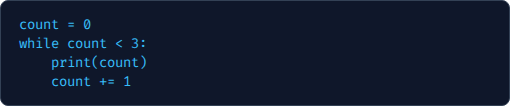 count = 0
while count < 3:
    print(count)
    count += 1